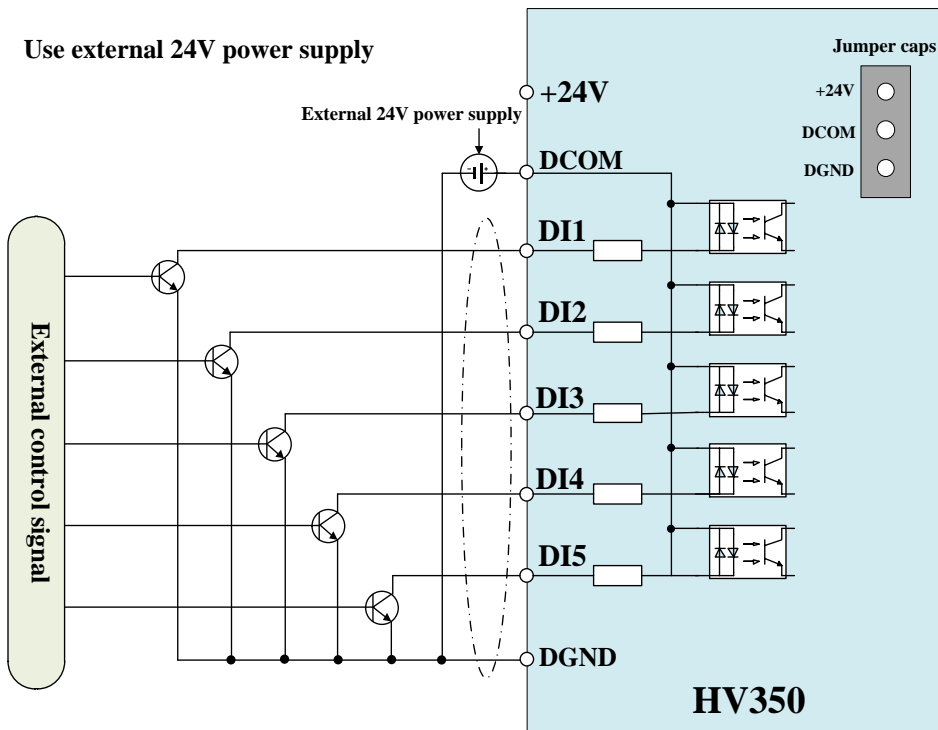 Use external 24V power supply
Jumper caps
+24V
DCOM
DGND
+24V
External 24V power supply
- +
DCOM
DI1
DI2
DI3
DI4
DI5
DGND
External control signal
HV350